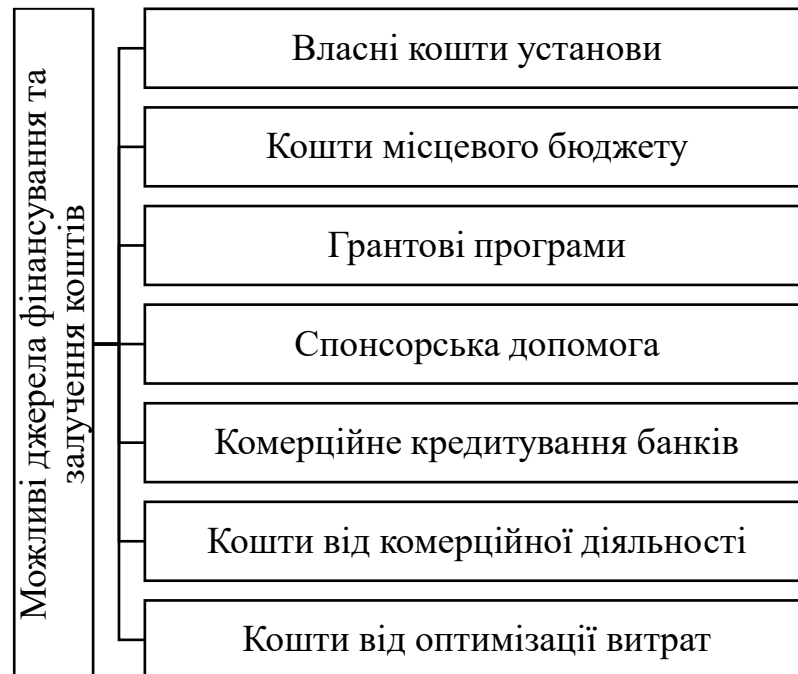 Можливі джерела фінансування та
залучення коштів
Власні кошти установи
Кошти місцевого бюджету
Грантові програми
Спонсорська допомога
Комерційне кредитування банків
Кошти від комерційної діяльності
Кошти від оптимізації витрат